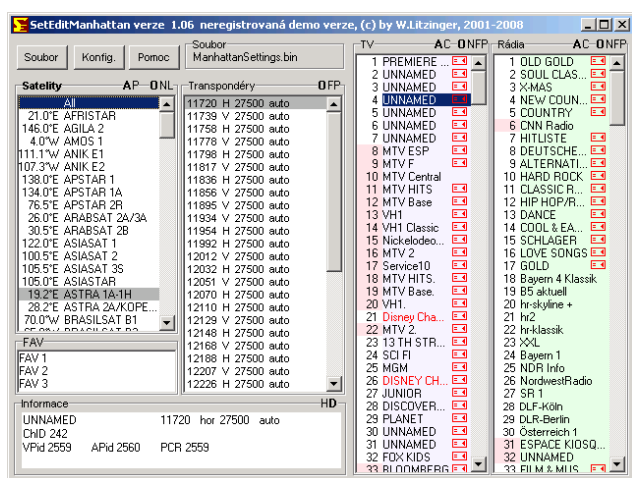 SetEditManhattan verze 1.06 neregistrovaná demo verze, (c) by W.Litzinger, 2001-2008
Soubor
Konfig.
Pomoc
Soubor
ManhattanSettings.bin
Satelity AP ONL
All
21.0°E AFRISTAR
146.0°E AGILA 2
4.0°W AMOS 1
111.1°W ANIK E1
107.3°W ANIK E2
138.0°E APSTAR 1
134.0°E APSTAR 1A
76.5°E APSTAR 2R
26.0°E ARABSAT 2A/3A
30.5°E ARABSAT 2B
122.0°E ASIASAT 1
100.5°E ASIASAT 2
105.5°E ASIASAT 3S
105.0°E ASIASTAR
19.2°E ASTRA 1A-1H
28.2°E ASTRA 2A/KOPE...
70.0°W BRASILSAT B1
Transpondéry OFP
11720 H 27500 auto
11739 V 27500 auto
11758 H 27500 auto
11778 V 27500 auto
11798 H 27500 auto
11817 V 27500 auto
11836 H 27500 auto
11856 V 27500 auto
11895 V 27500 auto
11934 V 27500 auto
11954 H 27500 auto
11992 H 27500 auto
12012 V 27500 auto
12032 H 27500 auto
12051 V 27500 auto
12070 H 27500 auto
12110 H 27500 auto
12129 V 27500 auto
12148 H 27500 auto
12168 V 27500 auto
12188 H 27500 auto
12207 V 27500 auto
12226 H 27500 auto
FAV
FAV 1
FAV 2
FAV 3
Informace HD
UNNAMED 11720 hor 27500 auto
ChID 242
VPid 2559 APid 2560 PCR 2559
TV AC ONFP
1 PREMIERE ...
2 UNNAMED
3 UNNAMED
4 UNNAMED
5 UNNAMED
6 UNNAMED
7 UNNAMED
8 MTV ESP
9 MTV F
10 MTV Central
11 MTV HITS
12 MTV Base
13 VH1
14 VH1 Classic
15 Nickelodeo...
16 MTV 2
17 Service10
18 MTV HITS.
19 MTV Base.
20 VH1.
21 Disney Cha...
22 MTV 2.
23 13 TH STR...
24 SCI FI
25 MGM
26 DISNEY CH...
27 JUNIOR
28 DISCOVER...
29 PLANET
30 UNNAMED
31 UNNAMED
32 FOX KIDS
33 BLOOMBERG
Rádia AC ONFP
1 OLD GOLD
2 SOUL CLAS...
3 X-MAS
4 NEW COUN...
5 COUNTRY
6 CNN Radio
7 HITLISTE
8 DEUTSCHE...
9 ALTERNATI...
10 HARD ROCK
11 CLASSIC R...
12 HIP HOP/R...
13 DANCE
14 COOL & EA...
15 SCHLAGER
16 LOVE SONGS
17 GOLD
18 Bayern 4 Klassik
19 B5 aktuell
20 hr-skyline +
21 hr2
22 hr-klassik
23 XXL
24 Bayern 1
25 NDR Info
26 NordwestRadio
27 SR 1
28 DLF-Köln
29 DLR-Berlin
30 Österreich 1
31 ESPACE KIOSQ...
32 UNNAMED
33 FILM & MUS...